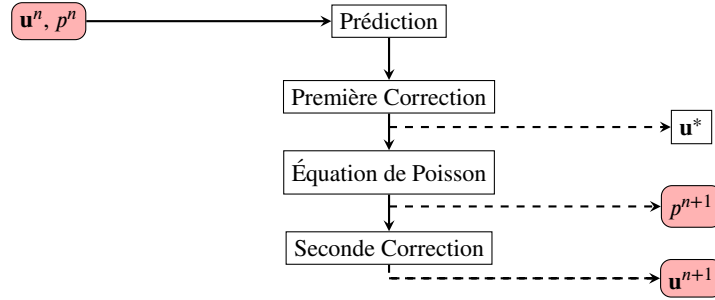 uⁿ, pⁿ
Prédiction
Première Correction
u*
Équation de Poisson
pⁿ⁺¹
Seconde Correction
uⁿ⁺¹